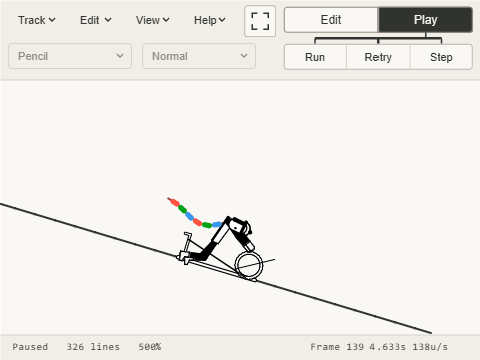 Track Edit View Help Edit Play
Pencil Normal Run Retry Step
Paused 326 lines 500% Frame 139 4.633s 138u/s